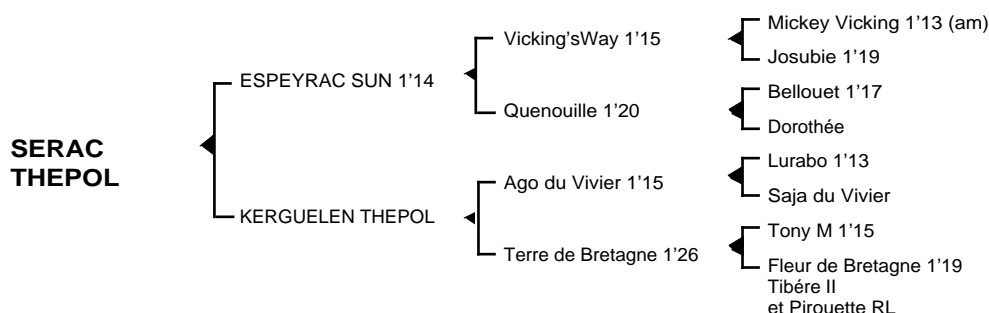 Mickey Vicking 1’13 (am)
Vicking'sWay 1’15
Josubie 1’19
ESPEYRAC SUN 1’14
Bellouet 1’17
Quenouille 1’20
Dorothée
SERAC
THEPOL
Lurabo 1’13
Ago du Vivier 1’15
Saja du Vivier
KERGUELEN THEPOL
Tony M 1’15
Terre de Bretagne 1’26
Fleur de Bretagne 1’19
Tibére II
et Pirouette RL